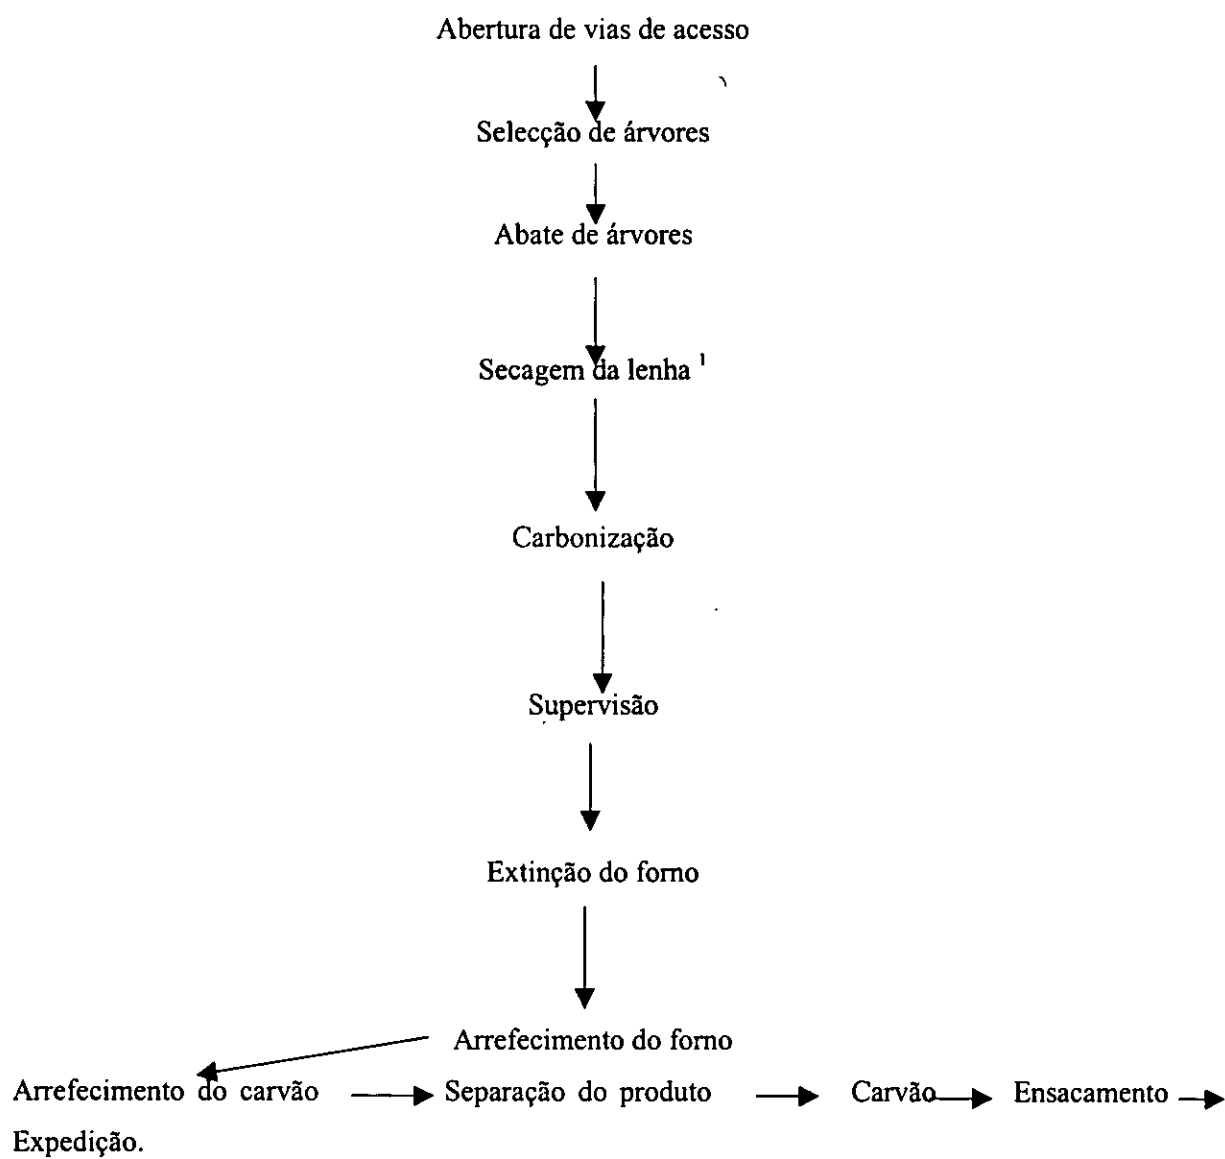 Abertura de vias de acesso
Selecção de árvores
Abate de árvores
Secagem da lenha ¹
Carbonização
Supervisão
Extinção do forno
Arrefecimento do forno
Arrefecimento do carvão Separação do produto Carvão Ensacamento
Expedição.